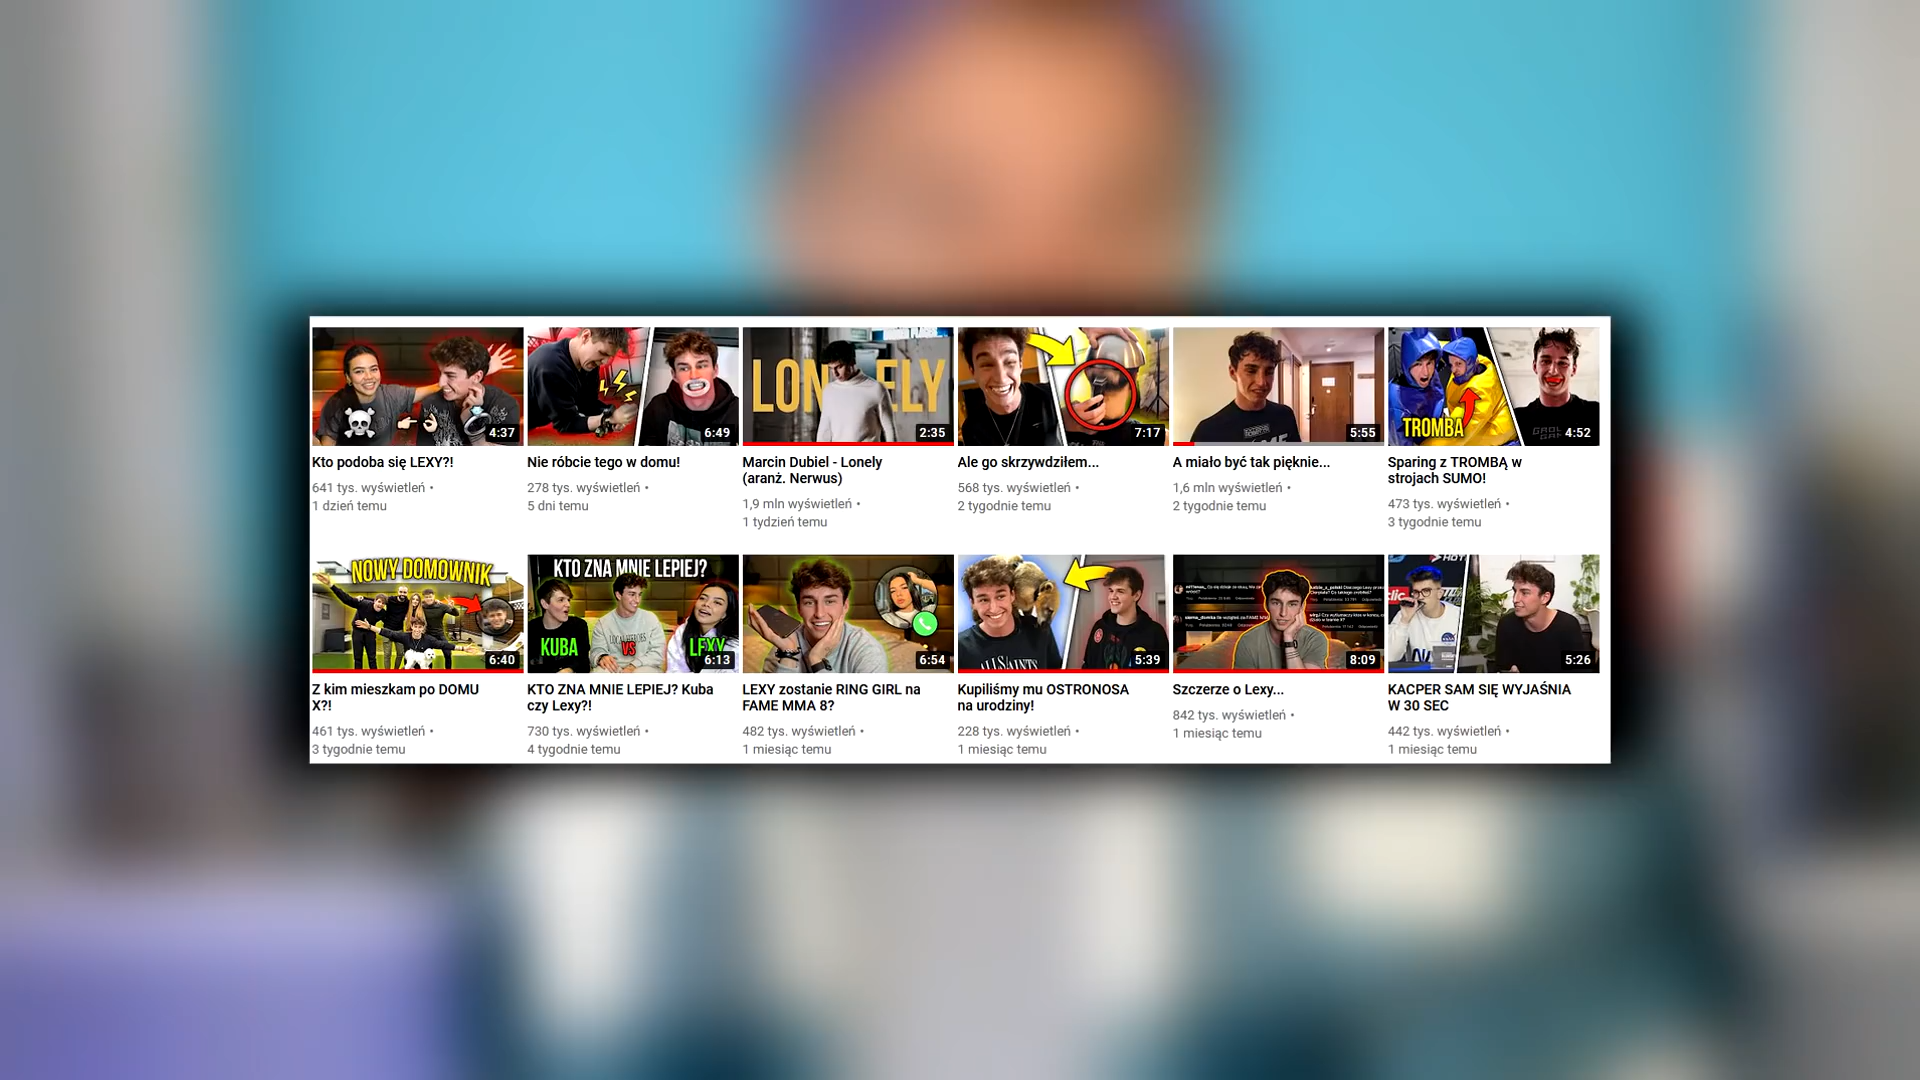 LONELY
TROMBA
4:37
6:49
2:35
7:17
5:55
4:52
Kto podoba się LEXY?!
641 tys. wyświetleń •
1 dzień temu
Nie róbcie tego w domu!
278 tys. wyświetleń •
5 dni temu
Marcin Dubiel - Lonely
(aranż. Nerwus)
1,9 mln wyświetleń •
1 tydzień temu
Ale go skrzywdziłem...
568 tys. wyświetleń •
2 tygodnie temu
A miało być tak pięknie...
1,6 mln wyświetleń •
2 tygodnie temu
Sparing z TROMBĄ w
strojach SUMO!
473 tys. wyświetleń •
3 tygodnie temu
NOWY DOMOWNIK
KTO ZNA MNIE LEPIEJ?
KUBA
VS
LEXY
ALLSAINTS
6:40
6:13
6:54
5:39
8:09
5:26
Z kim mieszkam po DOMU
X?!
461 tys. wyświetleń •
3 tygodnie temu
KTO ZNA MNIE LEPIEJ? Kuba
czy Lexy?!
730 tys. wyświetleń •
4 tygodnie temu
LEXY zostanie RING GIRL na
FAME MMA 8?
482 tys. wyświetleń •
1 miesiąc temu
Kupiliśmy mu OSTRONOSA
na urodziny!
228 tys. wyświetleń •
1 miesiąc temu
Szczerze o Lexy...
842 tys. wyświetleń •
1 miesiąc temu
KACPER SAM SIĘ WYJAŚNIA
W 30 SEC
442 tys. wyświetleń •
1 miesiąc temu